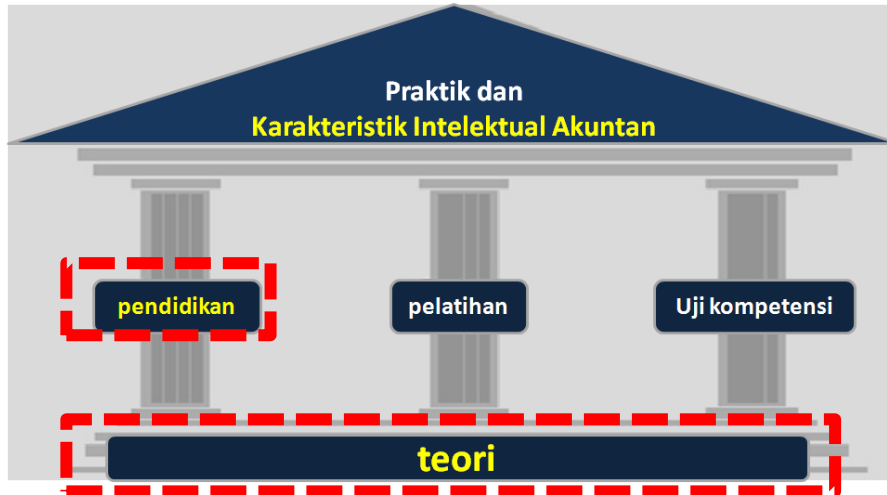 Praktik dan
Karakteristik Intelektual Akuntan
pendidikan
pelatihan
Uji kompetensi
teori